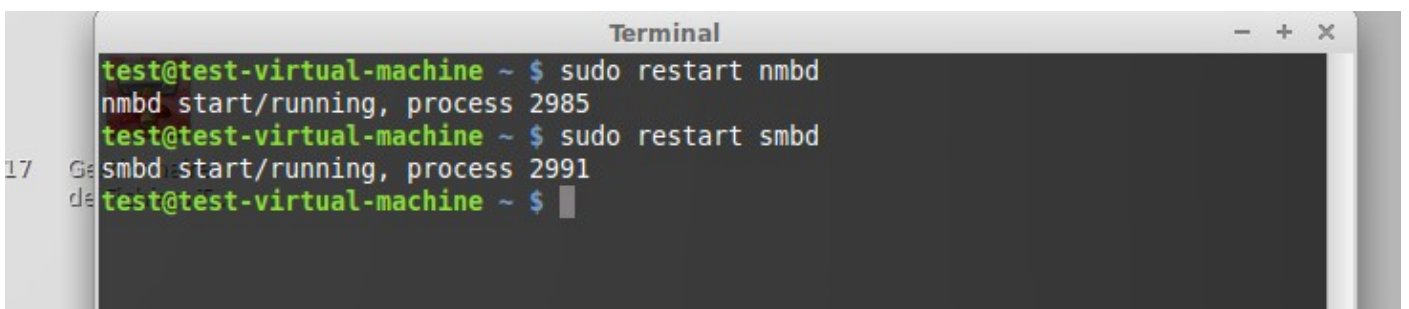 Terminal
test@test-virtual-machine ~ $ sudo restart nmbd
nmbd start/running, process 2985
test@test-virtual-machine ~ $ sudo restart smbd
smbd start/running, process 2991
test@test-virtual-machine ~ $
17